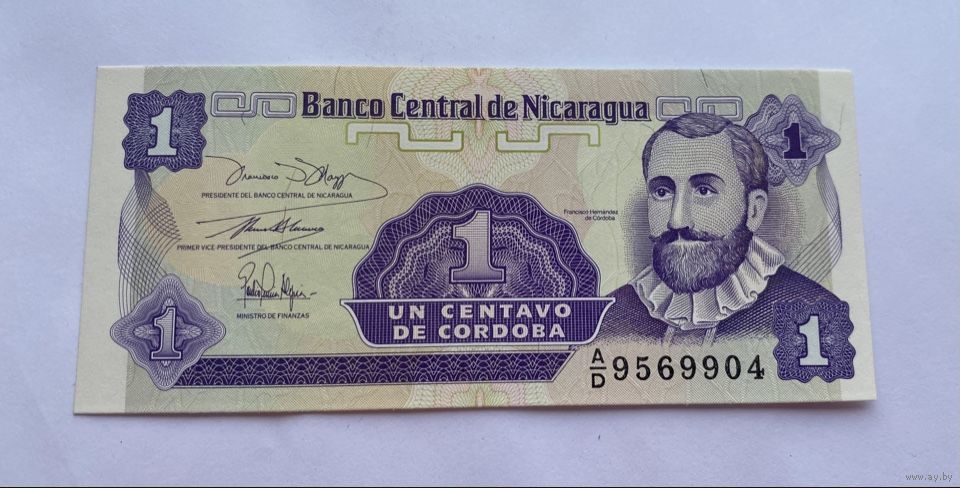 Banco Central de Nicaragua
1
1
PRESIDENTE DEL BANCO CENTRAL DE NICARAGUA
Francisco Hernández
de Córdoba
PRIMER VICE-PRESIDENTE DEL BANCO CENTRAL DE NICARAGUA
1
MINISTRO DE FINANZAS
UN CENTAVO
DE CORDOBA
1
1
A/D 9569904
www.ay.by